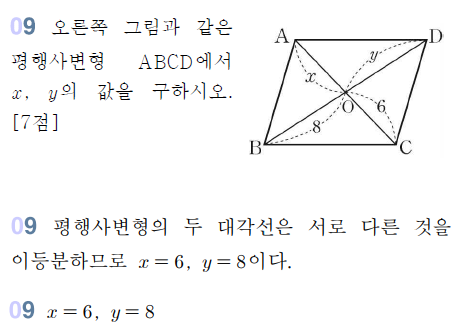 09 오른쪽 그림과 같은
평행사변형 ABCD에서
x, y의 값을 구하시오.
[7점]
A
D
y
x
O
6
8
B
C
09 평행사변형의 두 대각선은 서로 다른 것을
이등분하므로 x=6, y=8이다.
09 x=6, y=8